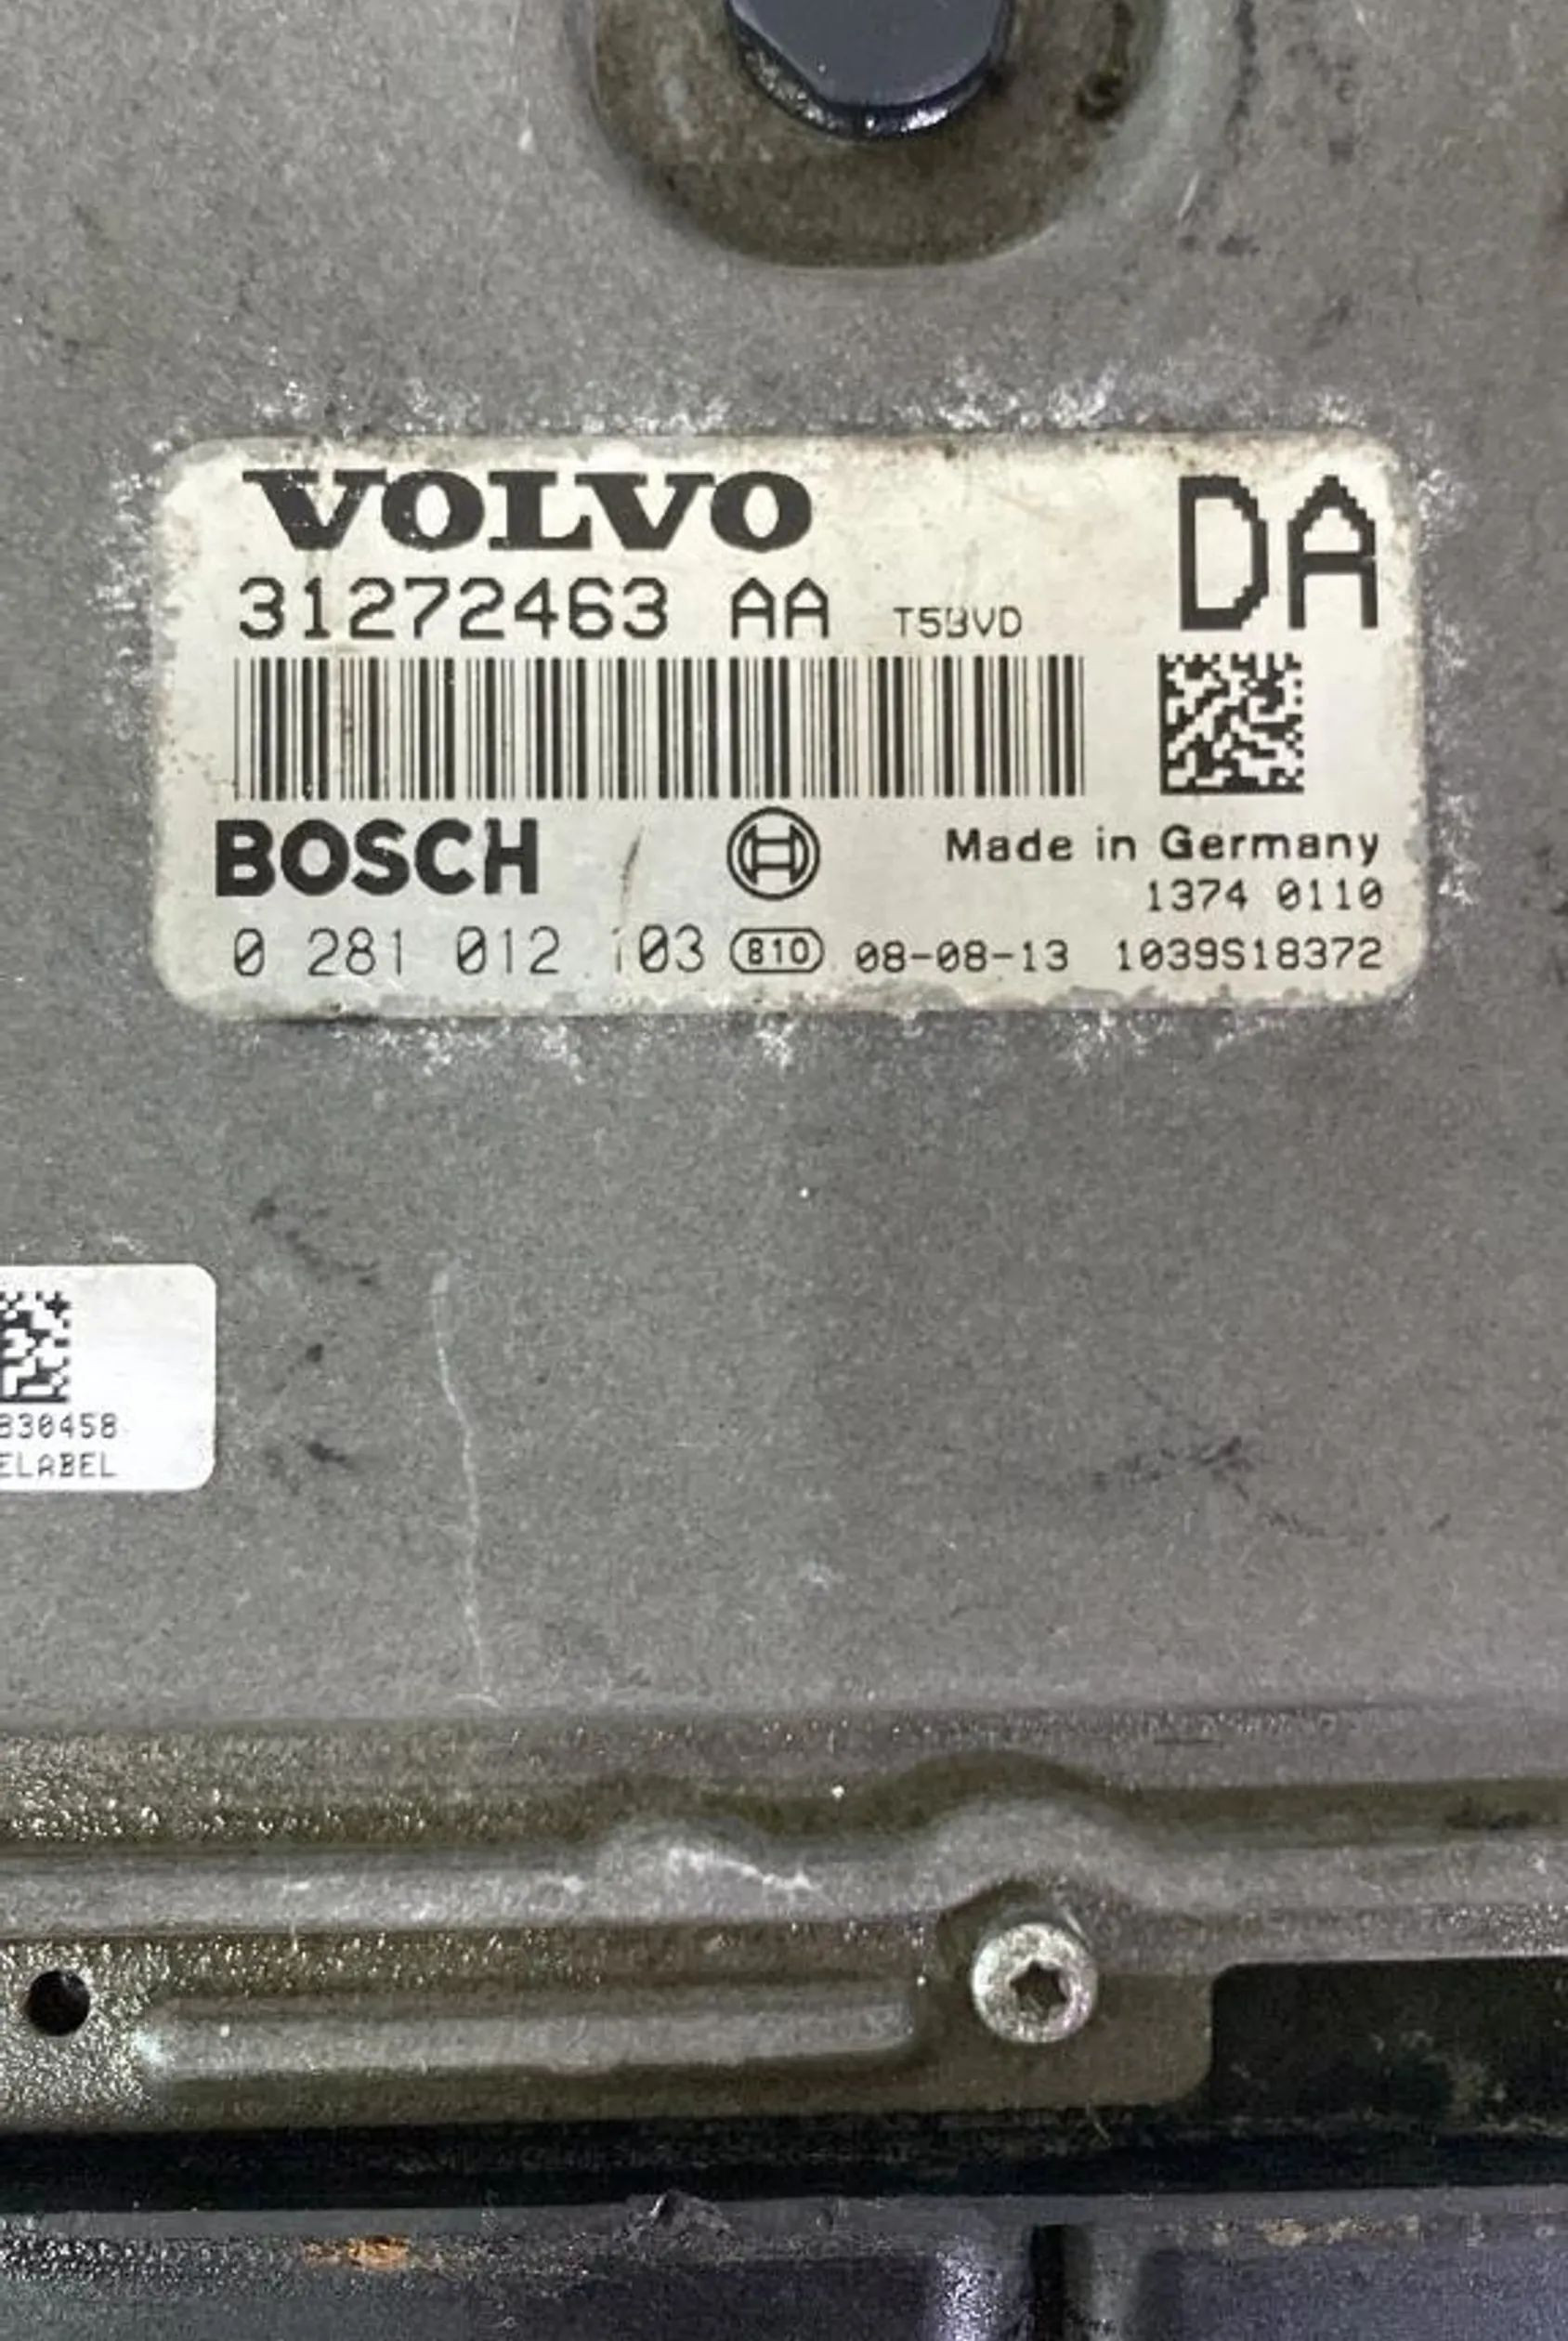 VOLVO
DA
31272463 AA T5BVD
BOSCH
Made in Germany
1374 0110
0 281 012 103 B10 08-08-13 1039S18372
830458
ELABEL